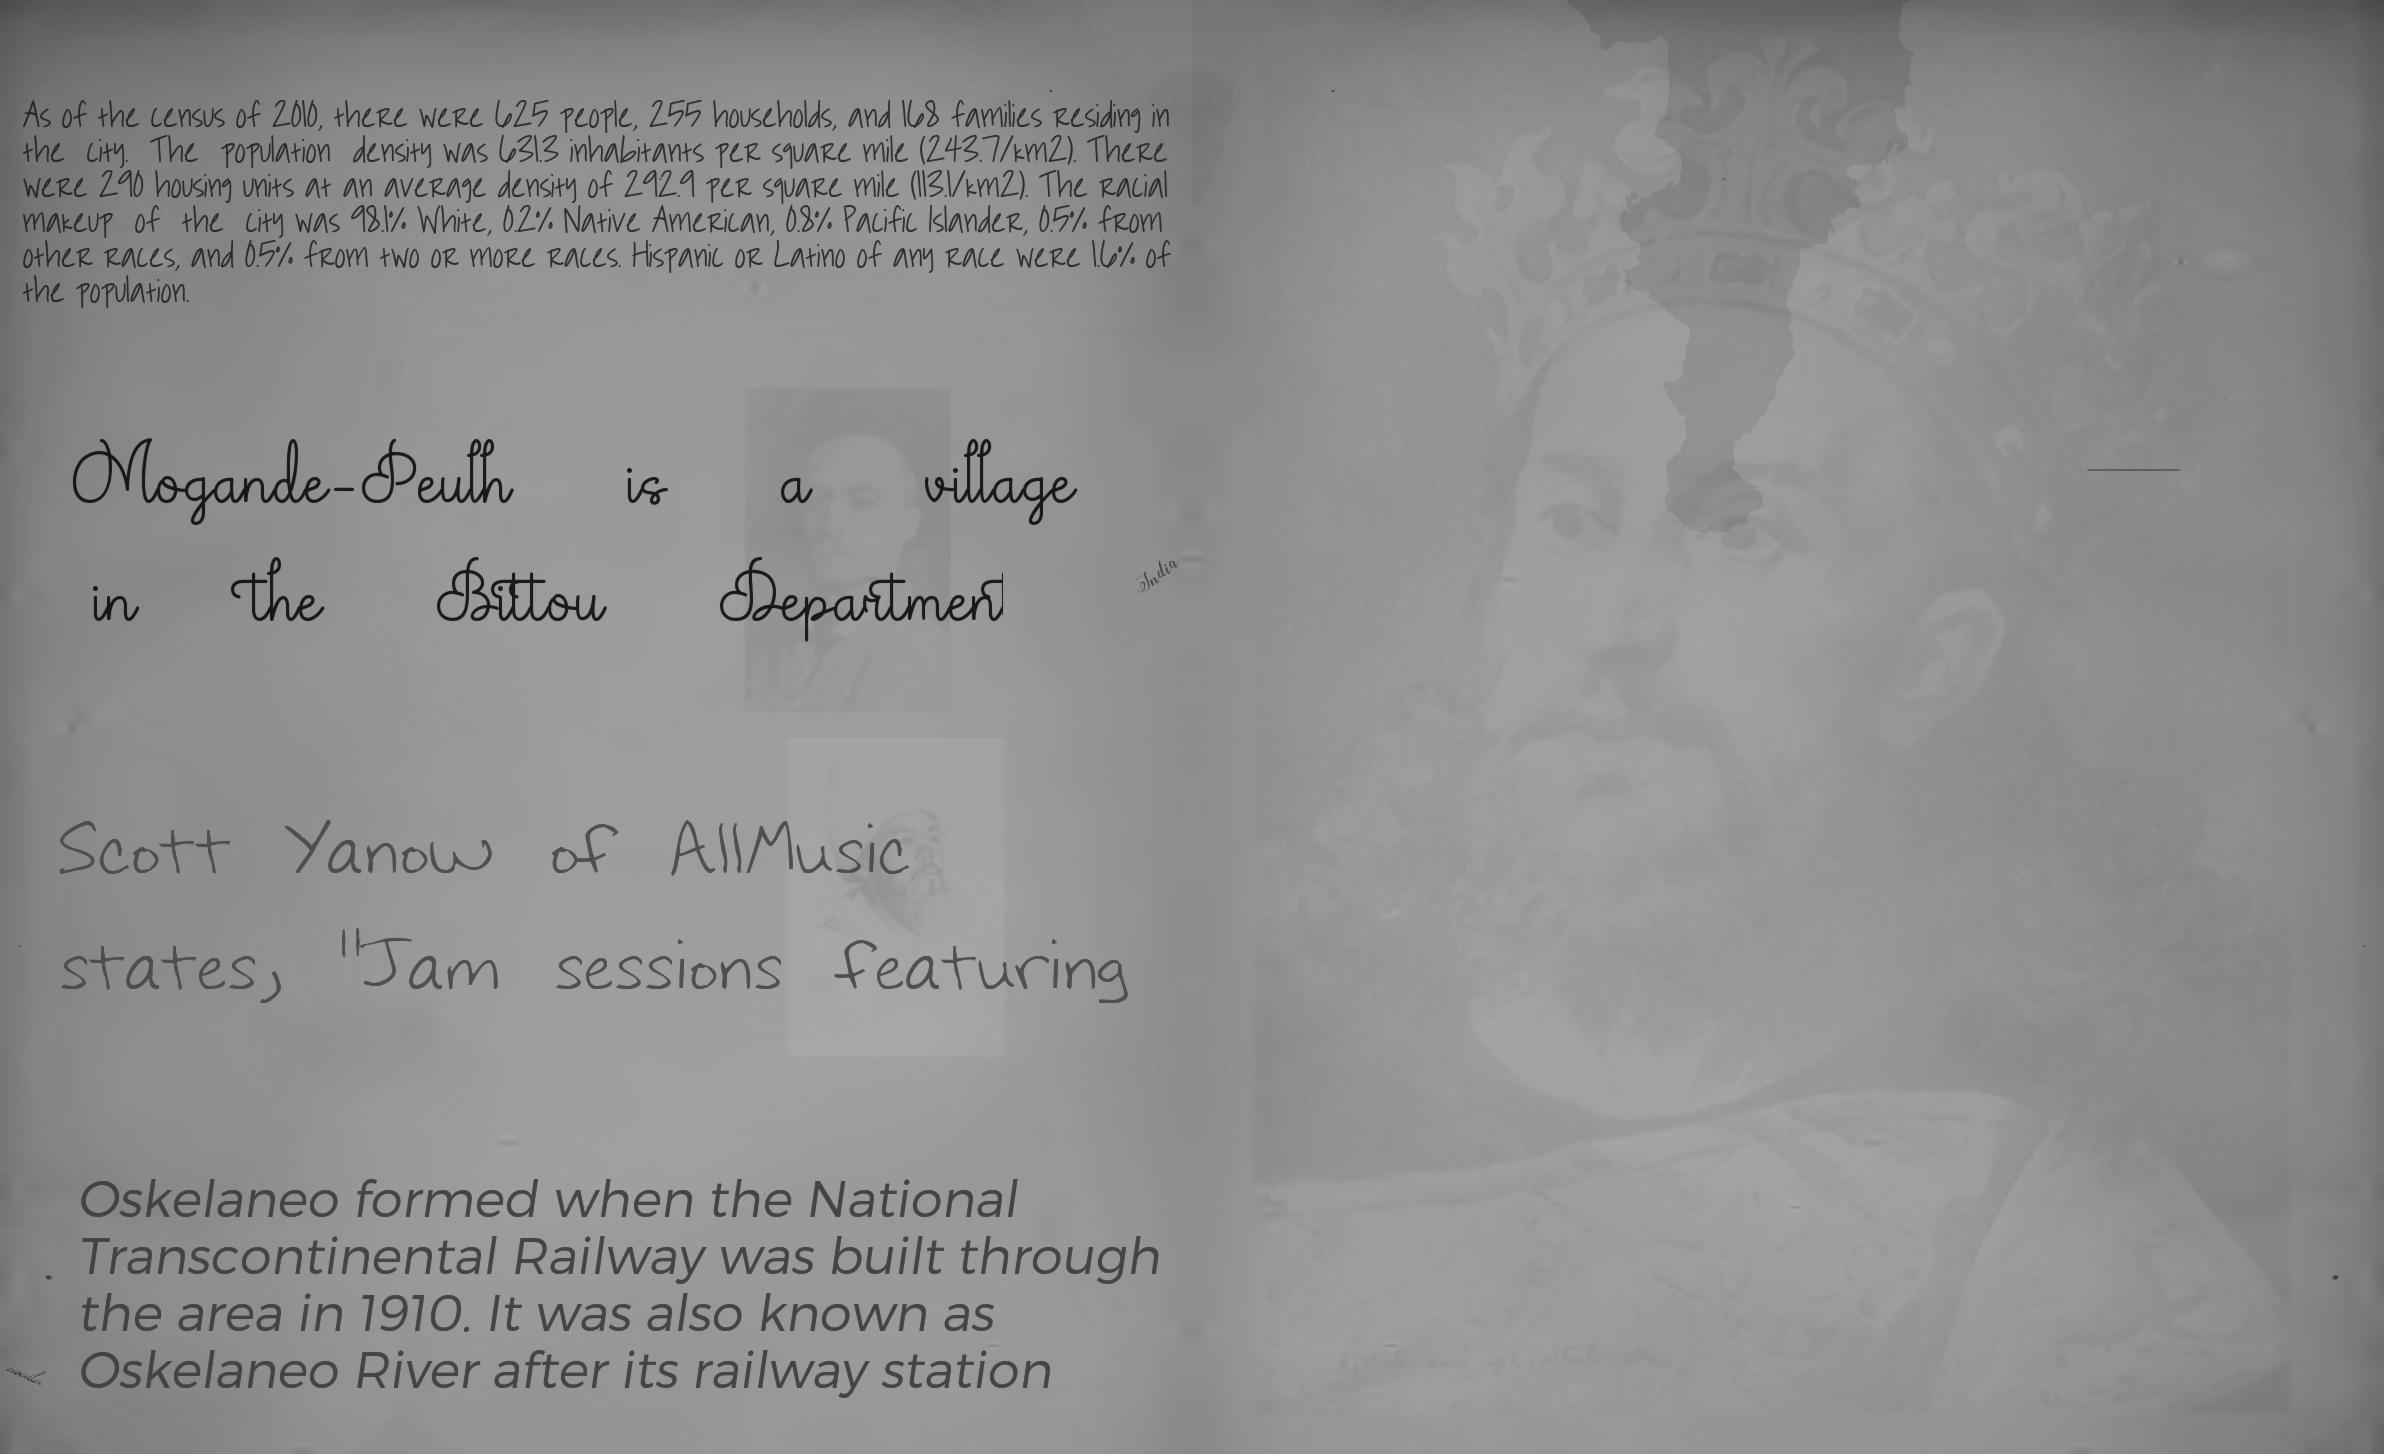 As of the census of 2010, there were 625 people, 255 households, and 168 families residing in
the city. The population density was 631.3 inhabitants per square mile (243.7/km2). There
were 290 housing units at an average density of 292.9 per square mile (113.1/km2). The racial
makeup of the city was 98.1% White, 0.2% Native American, 0.8% Pacific Islander, 0.5% from
other races, and 0.5% from two or more races. Hispanic or Latino of any race were 1.6% of
the population.
Mogande-Peulh is a village
in the Bittou Department
India
Scott Yanow of AllMusic
states, "Jam sessions featuring
Oskelaneo formed when the National
Transcontinental Railway was built through
the area in 1910. It was also known as
Oskelaneo River after its railway station